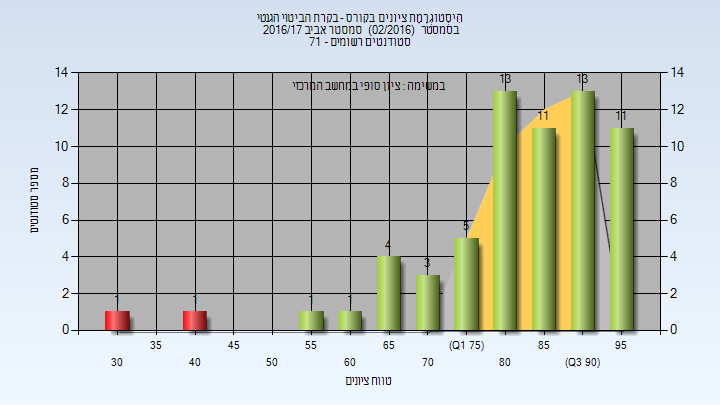 הִיסְטוֹגְרַמַת ציונים בקורס - בקרת הביטוי הגנטי
בסמסטר (02/2016) סמסטר אביב 2016/17
סטודנטים רשומים - 71
במשימה : ציון סופי במחשב המרכזי
מספר סטודנטים
14 14
12 12
10 10
8 8
6 6
4 4
2 2
0 0
1 1 1 1 4 3 5 13 11 13 11
35 45 55 65 (Q1 75) 85 95
30 40 50 60 70 80 (Q3 90)
טווח ציונים